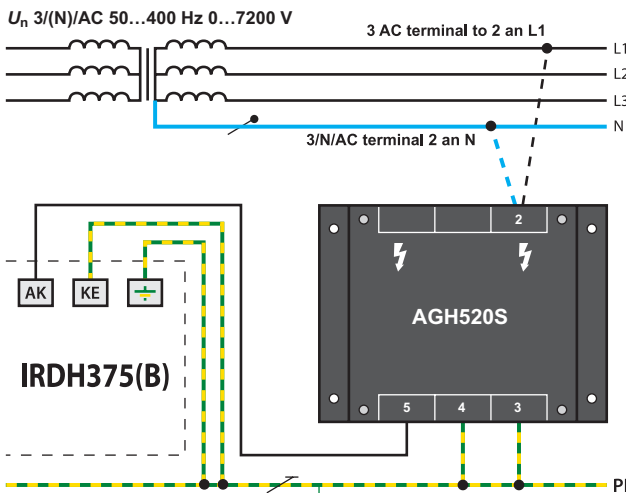 Un 3/(N)/AC 50...400 Hz 0...7200 V
3 AC terminal to 2 an L1
L1
L2
L3
N
3/N/AC terminal 2 an N
2
AK KE
AGH520S
IRDH375(B)
5 4 3